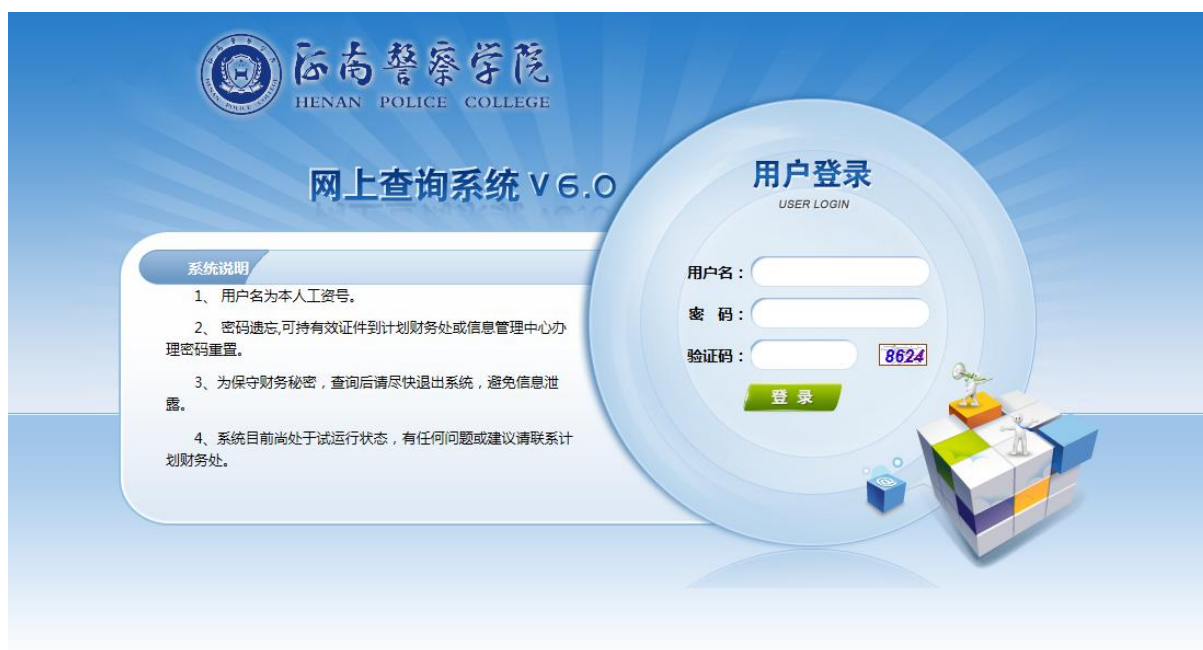 河南警察学院
HENAN POLICE COLLEGE
网上查询系统 V 6.0
用户登录
USER LOGIN
系统说明
1、 用户名为本人工资号。
2、 密码遗忘,可持有效证件到计划财务处或信息管理中心办
理密码重置。
3、为保守财务秘密，查询后请尽快退出系统，避免信息泄
露。
4、系统目前尚处于试运行状态，有任何问题或建议请联系计
划财务处。
用户名：
密 码：
验证码：
8624
登 录